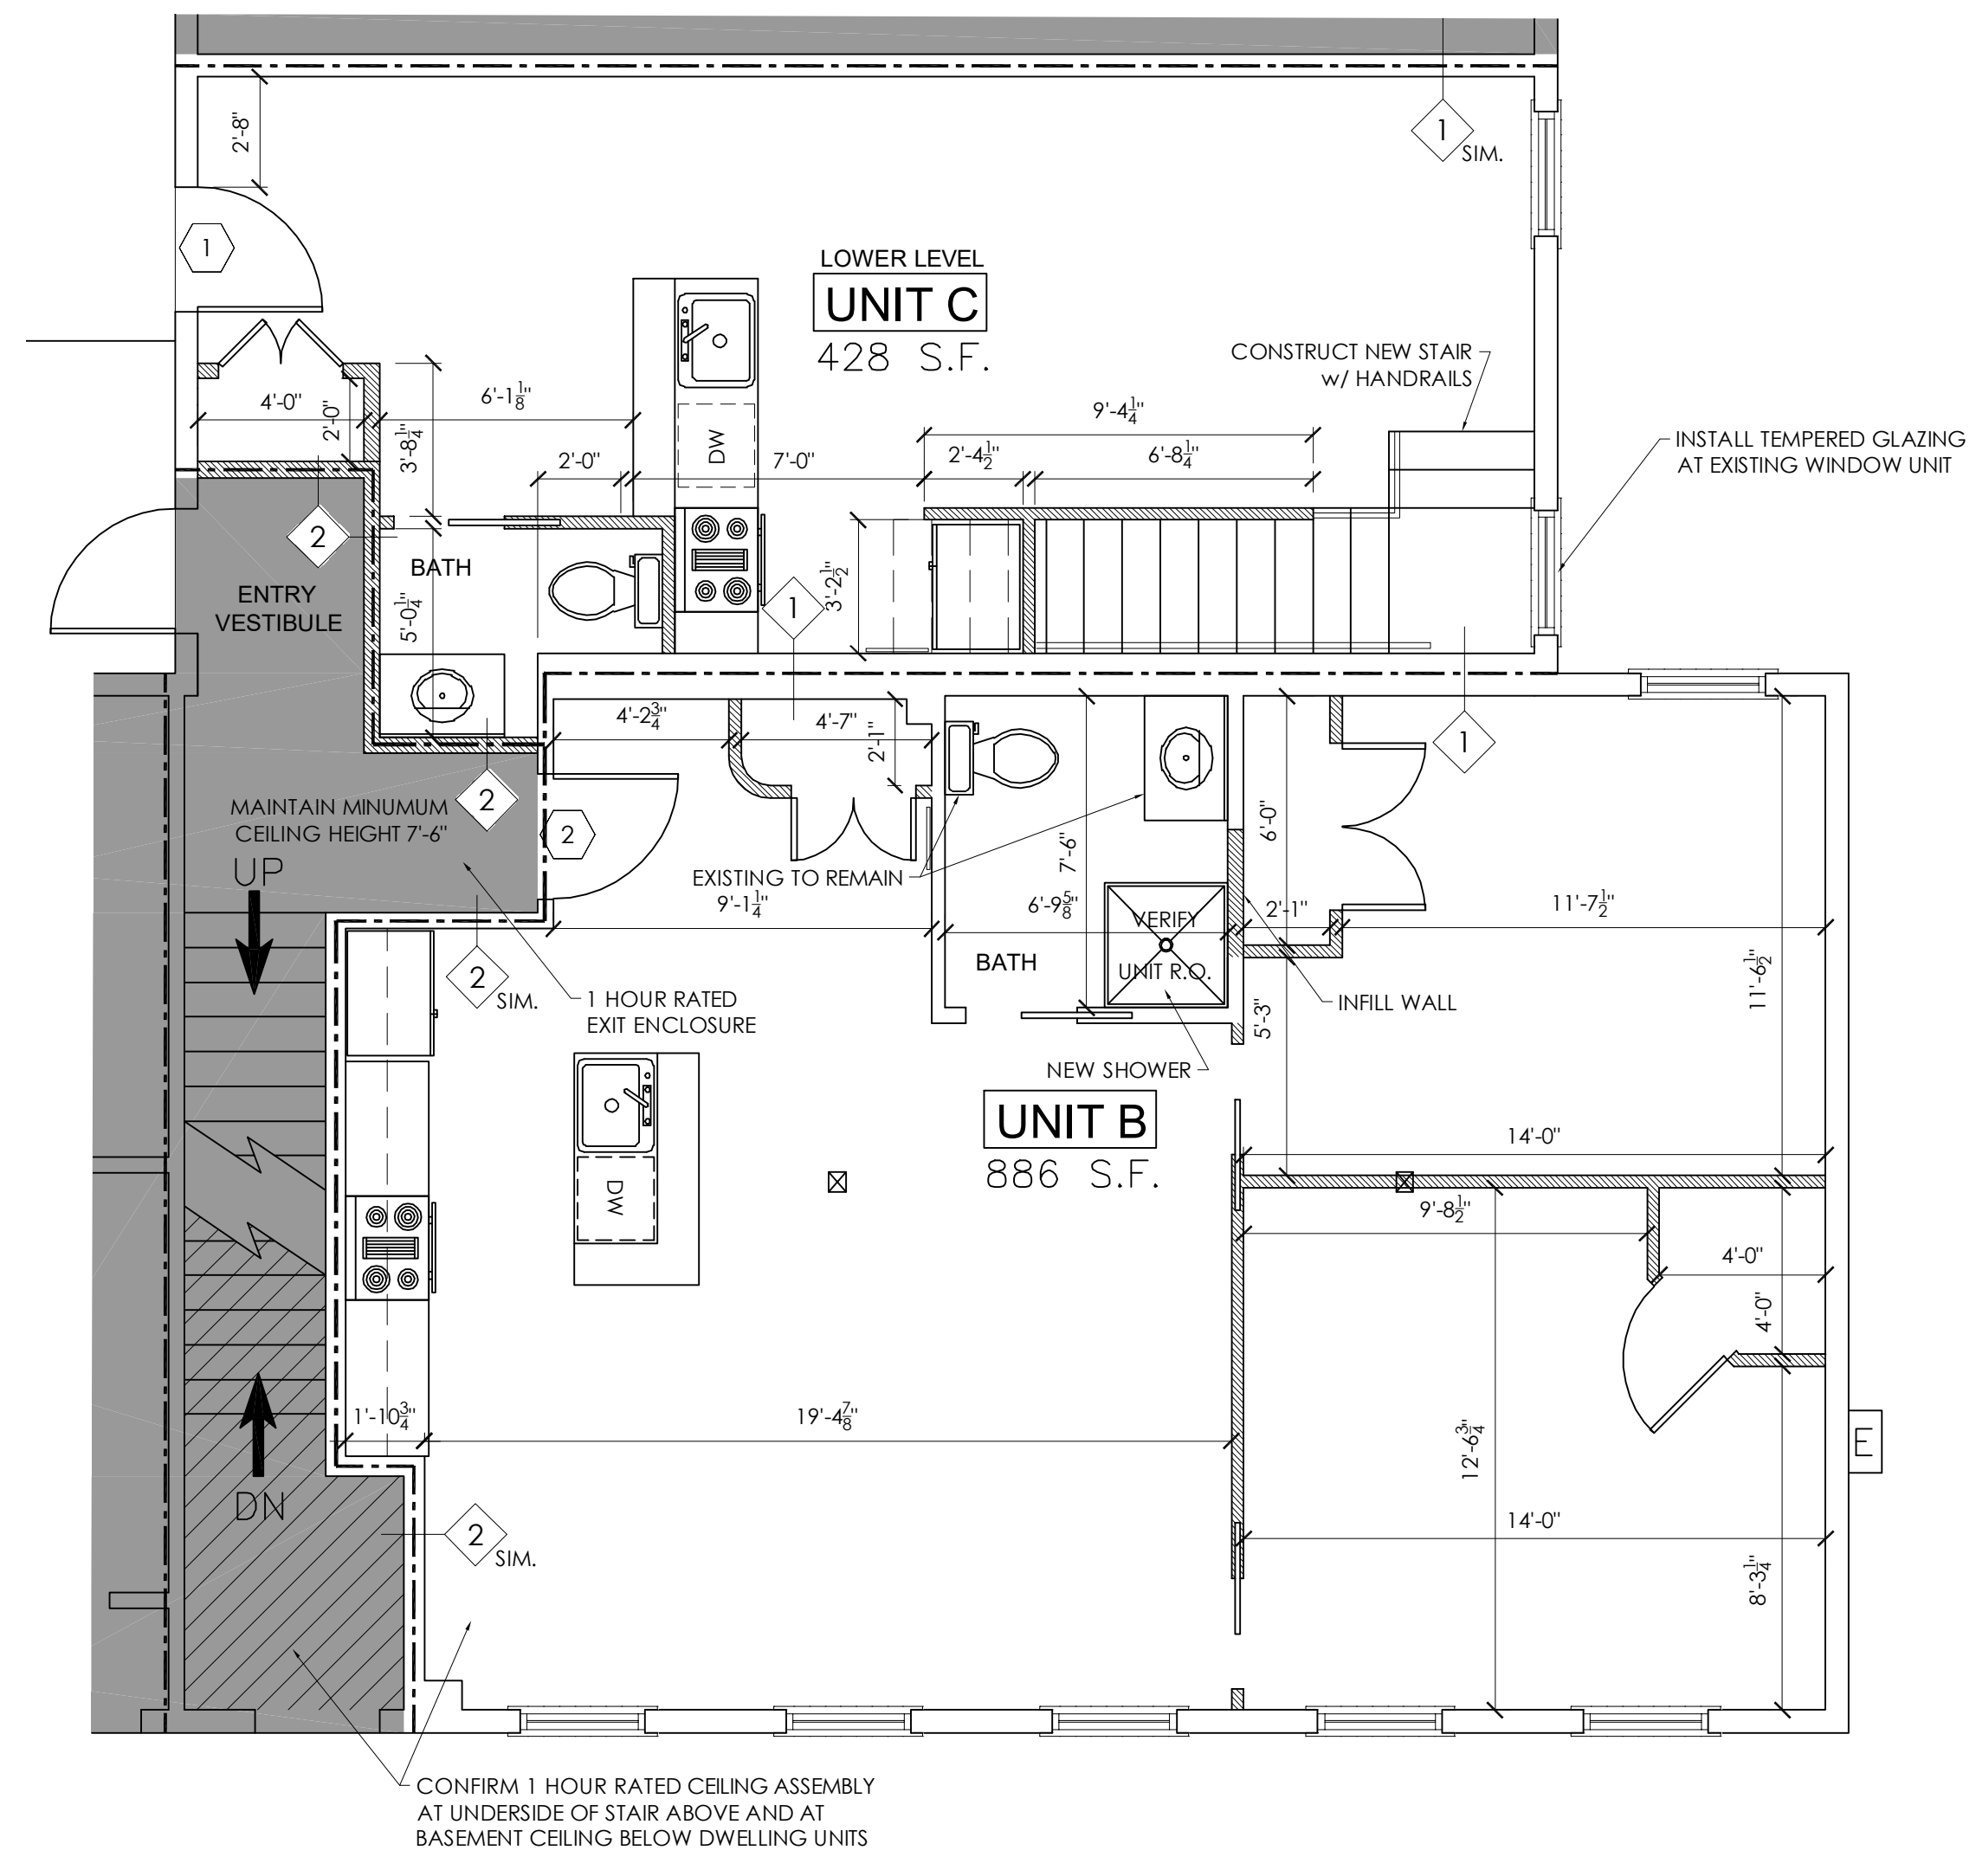 2'-8"
1
SIM.
1
LOWER LEVEL
UNIT C
428 S.F.
CONSTRUCT NEW STAIR
w/ HANDRAILS
4'-0"
2'-0"
3'-8 1/4"
6'-1 1/8"
DW
9'-4 1/4"
2'-0"
7'-0"
2'-4 1/2"
6'-8 1/4"
INSTALL TEMPERED GLAZING
AT EXISTING WINDOW UNIT
2
BATH
ENTRY
VESTIBULE
5'-0 1/4"
1
3'-2 1/2"
4'-2 3/4"
4'-7"
2'-1"
1
MAINTAIN MINUMUM
CEILING HEIGHT 7'-6"
2
2
UP
EXISTING TO REMAIN
7'-6"
6'-0"
9'-1 1/4"
6'-9 5/8"
VERIFY
UNIT R.O.
2'-1"
11'-7 1/2"
BATH
2
SIM.
1 HOUR RATED
EXIT ENCLOSURE
INFILL WALL
5'-3"
11'-6 1/2"
NEW SHOWER
UNIT B
886 S.F.
14'-0"
DW
9'-8 1/2"
4'-0"
4'-0"
1'-10 3/4"
19'-4 7/8"
12'-6 3/4"
E
DN
2
SIM.
14'-0"
8'-3 1/4"
CONFIRM 1 HOUR RATED CEILING ASSEMBLY
AT UNDERSIDE OF STAIR ABOVE AND AT
BASEMENT CEILING BELOW DWELLING UNITS